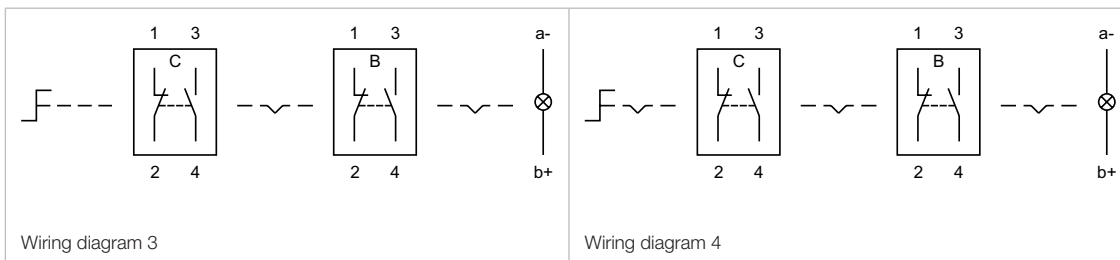 1 3 1 3 a-
C B
2 4 2 4 b+
Wiring diagram 3
1 3 1 3 a-
C B
2 4 2 4 b+
Wiring diagram 4